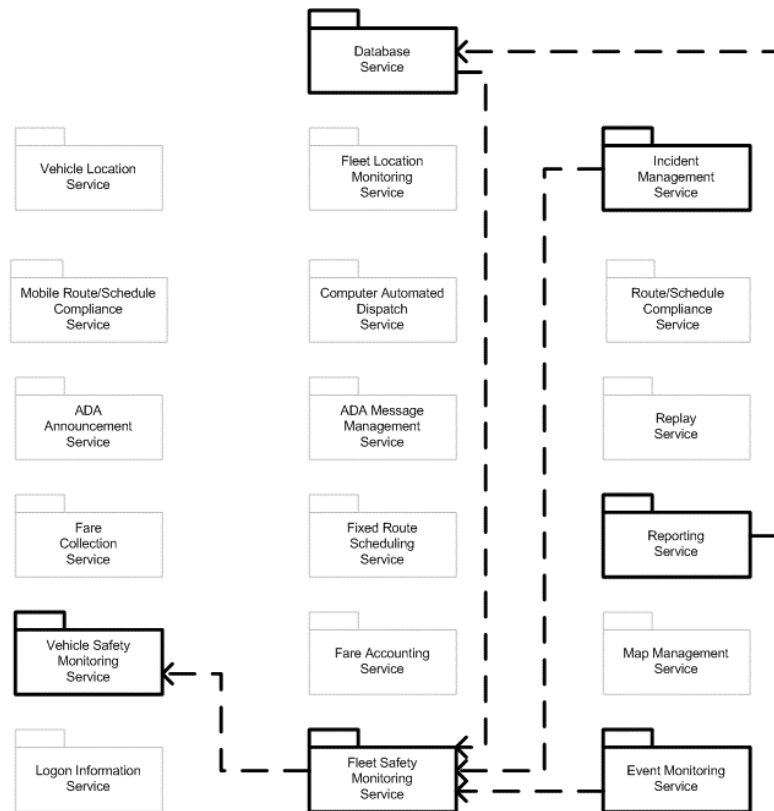 Database
Service
Vehicle Location
Service
Fleet Location
Monitoring
Service
Incident
Management
Service
Mobile Route/Schedule
Compliance
Service
Computer Automated
Dispatch
Service
Route/Schedule
Compliance
Service
ADA
Announcement
Service
ADA Message
Management
Service
Replay
Service
Fare
Collection
Service
Fixed Route
Scheduling
Service
Reporting
Service
Vehicle Safety
Monitoring
Service
Fare Accounting
Service
Map Management
Service
Logon Information
Service
Fleet Safety
Monitoring
Service
Event Monitoring
Service